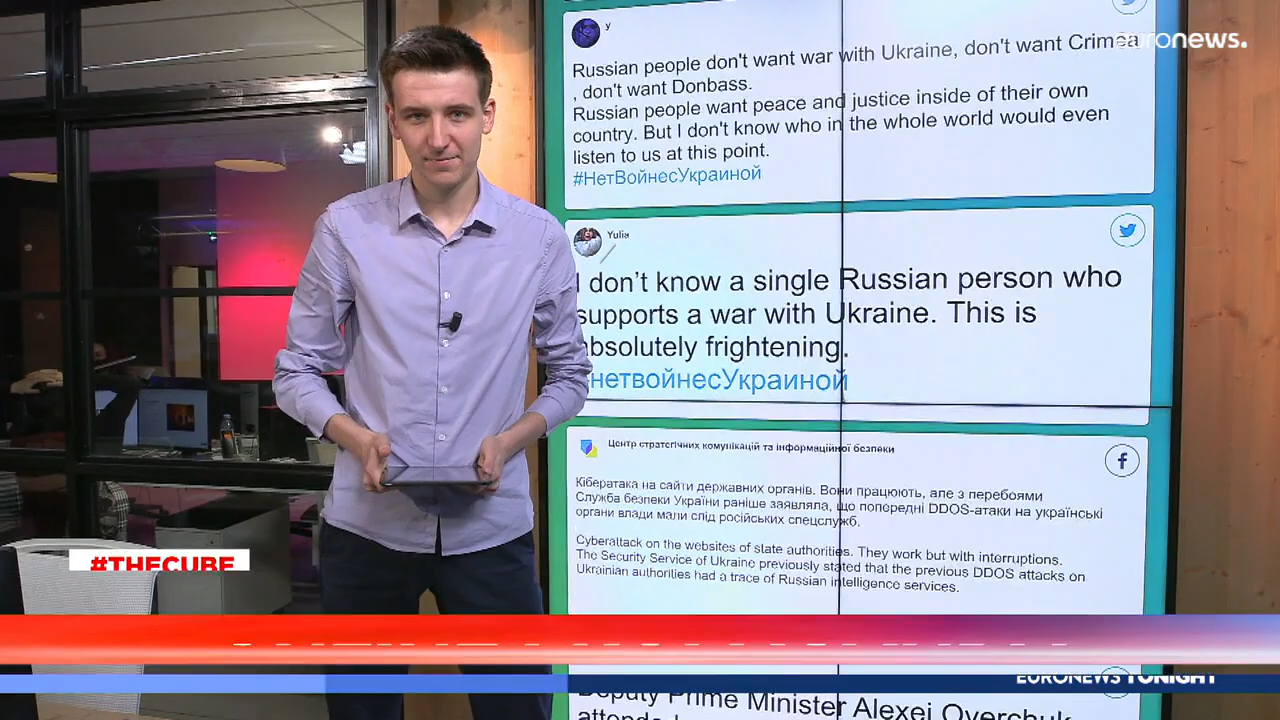 y
euronews.
Russian people don't want war with Ukraine, don't want Crimea
, don't want Donbass.
Russian people want peace and justice inside of their own
country. But I don't know who in the whole world would even
listen to us at this point.
#НетВойнесУкраиной
Yulia
I don't know a single Russian person who
supports a war with Ukraine. This is
absolutely frightening.
#нетвойнесУкраиной
Центр стратегічних комунікацій та інформаційної безпеки
Кібератака на сайти державних органів. Вони працюють, але з перебоями
Служба безпеки України раніше заявляла, що попередні DDOS-атаки на українські
органи влади мали слід російських спецслужб.
Cyberattack on the websites of state authorities. They work but with interruptions.
The Security Service of Ukraine previously stated that the previous DDOS attacks on
Ukrainian authorities had a trace of Russian intelligence services.
#THECUBE
EURONEWS TONIGHT
Deputy Prime Minister Alexei Overchuk